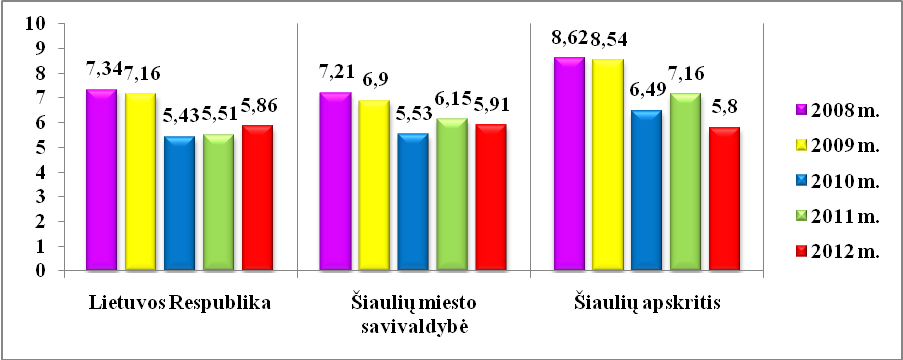 10
9
8
7
6
5
4
3
2
1
0
7,34
7,16
5,43
5,51
5,86
7,21
6,9
5,53
6,15
5,91
8,62
8,54
6,49
7,16
5,8
Lietuvos Respublika
Šiaulių miesto
savivaldybė
Šiaulių apskritis
2008 m.
2009 m.
2010 m.
2011 m.
2012 m.